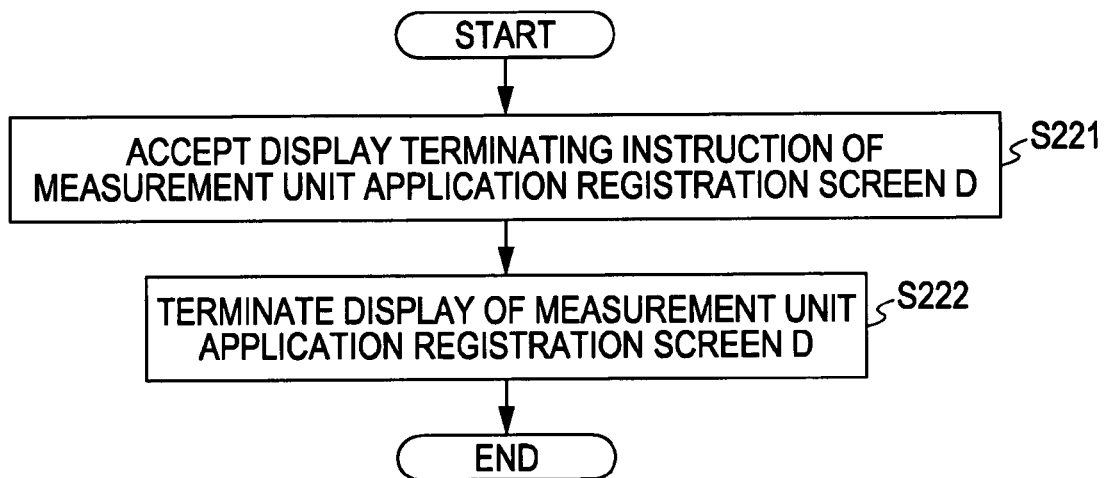 START
ACCEPT DISPLAY TERMINATING INSTRUCTION OF
MEASUREMENT UNIT APPLICATION REGISTRATION SCREEN D
S221
TERMINATE DISPLAY OF MEASUREMENT UNIT
APPLICATION REGISTRATION SCREEN D
S222
END